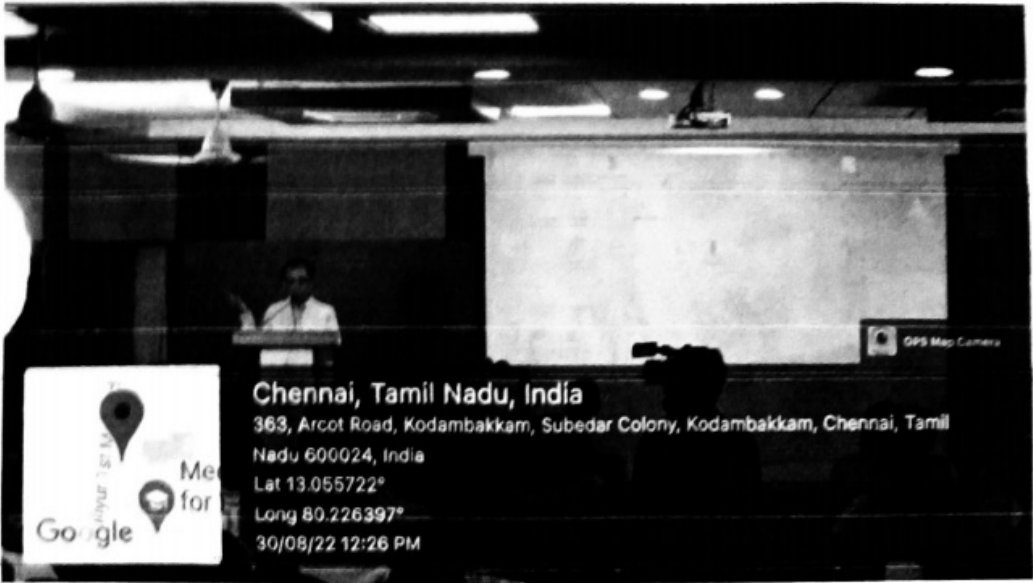 GPS Map Camera
Chennai, Tamil Nadu, India
363, Arcot Road, Kodambakkam, Subedar Colony, Kodambakkam, Chennai, Tamil
Nadu 600024, India
Lat 13.055722°
Long 80.226397°
30/08/22 12:26 PM
for
Google